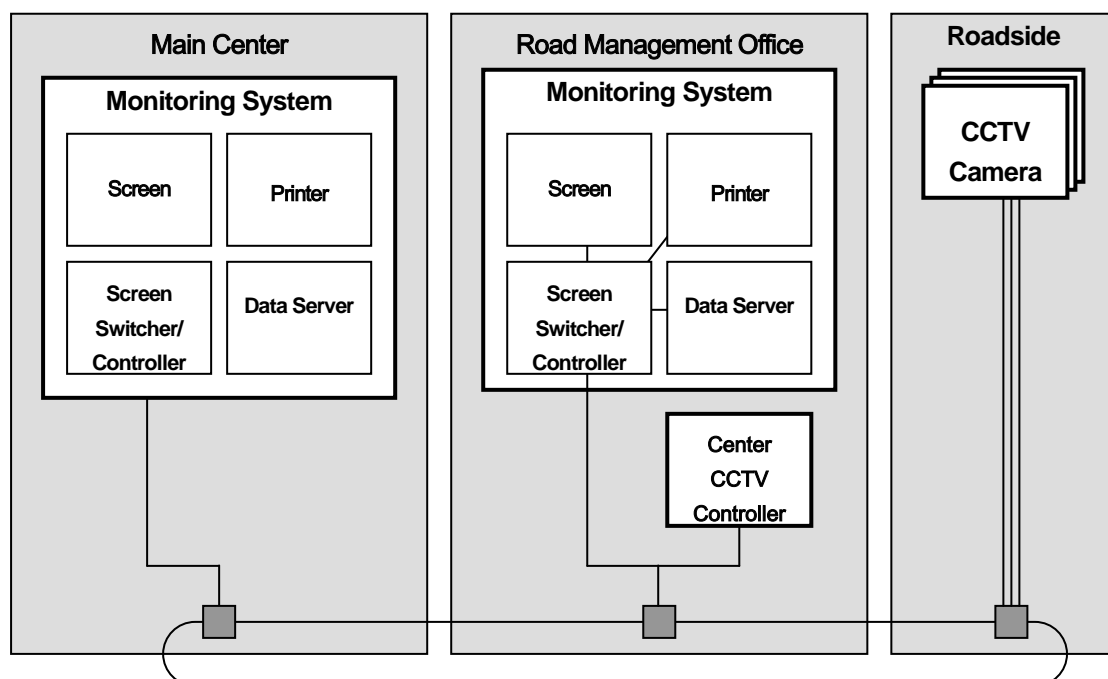 Main Center
Monitoring System
Screen
Printer
Screen
Switcher/
Controller
Data Server
Road Management Office
Monitoring System
Screen
Printer
Screen
Switcher/
Controller
Data Server
Center
CCTV
Controller
Roadside
CCTV
Camera